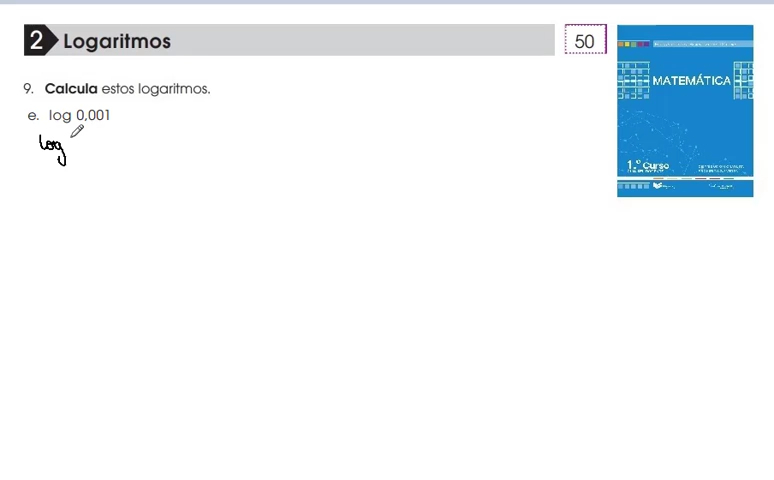 2 Logaritmos
50
9. Calcula estos logaritmos.
e. log 0,001
log
MATEMÁTICA
1.º Curso